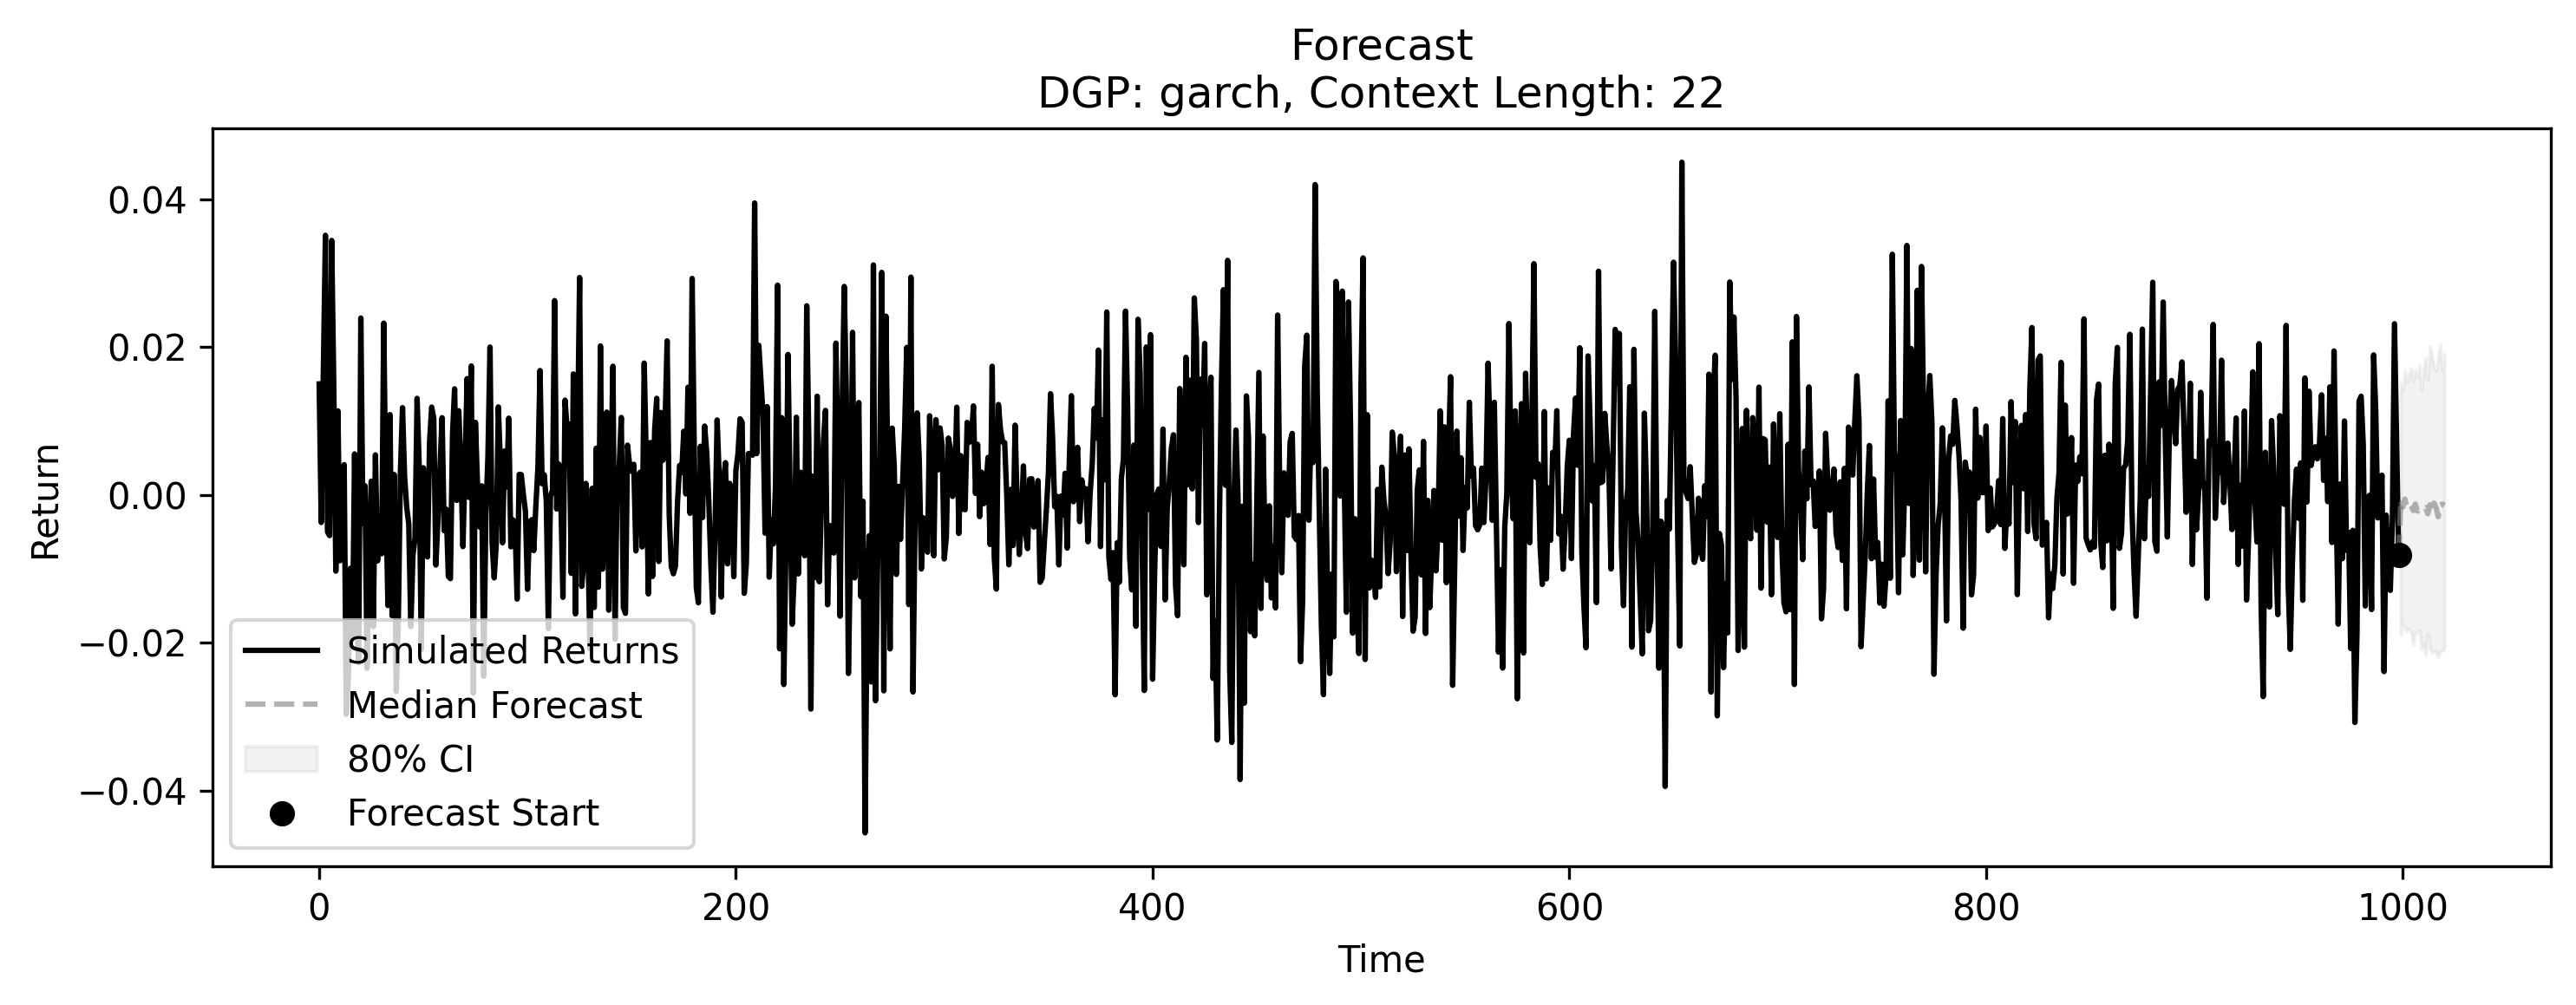 Forecast
DGP: garch, Context Length: 22
Return
0.04
0.02
0.00
−0.02
−0.04
Simulated Returns
Median Forecast
80% CI
Forecast Start
0
200
400
600
800
1000
Time